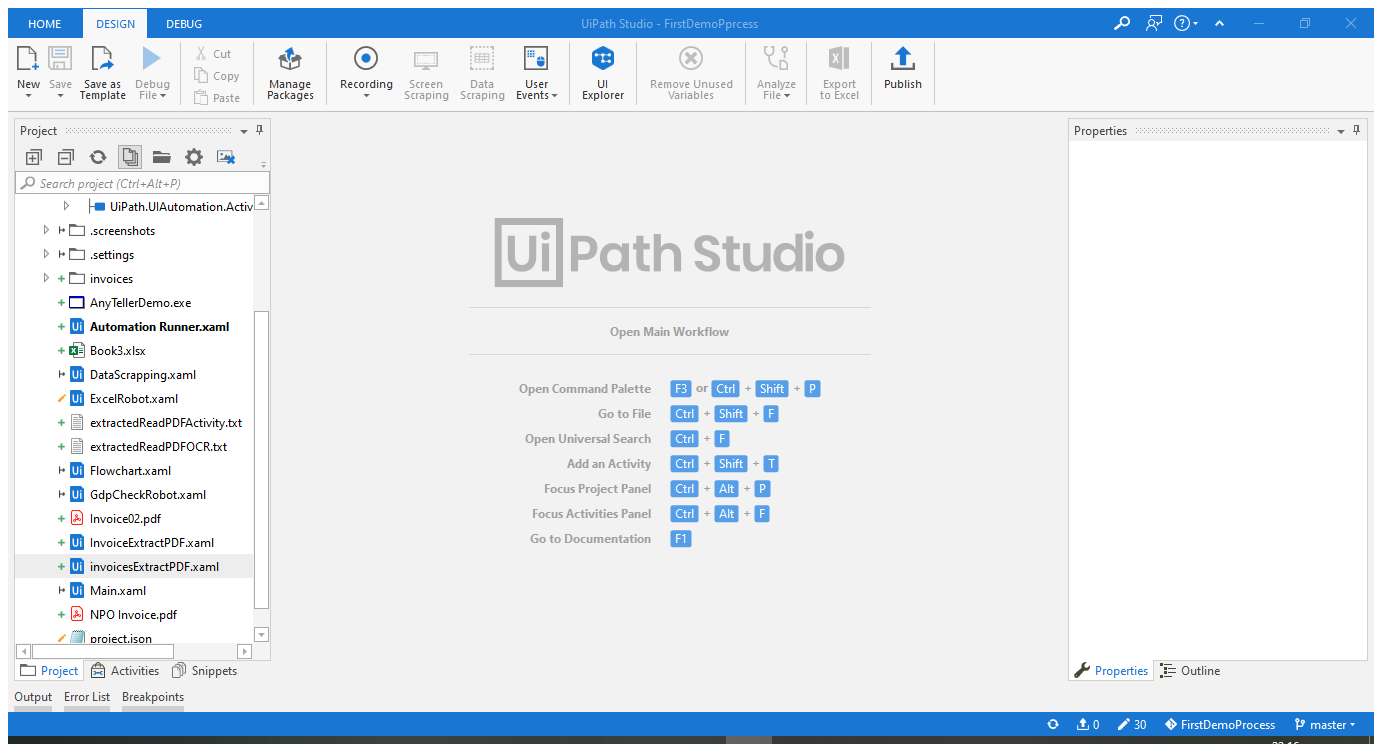 HOME DESIGN DEBUG UiPath Studio - FirstDemoPprcess
New Save Save as Template Debug File
Cut
Copy
Paste
Manage Packages
Recording
Screen Scraping
Data Scraping
User Events
UI Explorer
Remove Unused Variables
Analyze File
Export to Excel
Publish
Project
Search project (Ctrl+Alt+P)
UiPath.UIAutomation.Activ
.screenshots
.settings
invoices
AnyTellerDemo.exe
Automation Runner.xaml
Book3.xlsx
DataScrapping.xaml
ExcelRobot.xaml
extractedReadPDFActivity.txt
extractedReadPDFOCR.txt
Flowchart.xaml
GdpCheckRobot.xaml
Invoice02.pdf
InvoiceExtractPDF.xaml
invoicesExtractPDF.xaml
Main.xaml
NPO Invoice.pdf
project.json
Project Activities Snippets
Output Error List Breakpoints
UiPath Studio
Open Main Workflow
Open Command Palette F3 or Ctrl + Shift + P
Go to File Ctrl + Shift + F
Open Universal Search Ctrl + F
Add an Activity Ctrl + Shift + T
Focus Project Panel Ctrl + Alt + P
Focus Activities Panel Ctrl + Alt + F
Go to Documentation F1
Properties
Properties Outline
0 30 FirstDemoProcess master